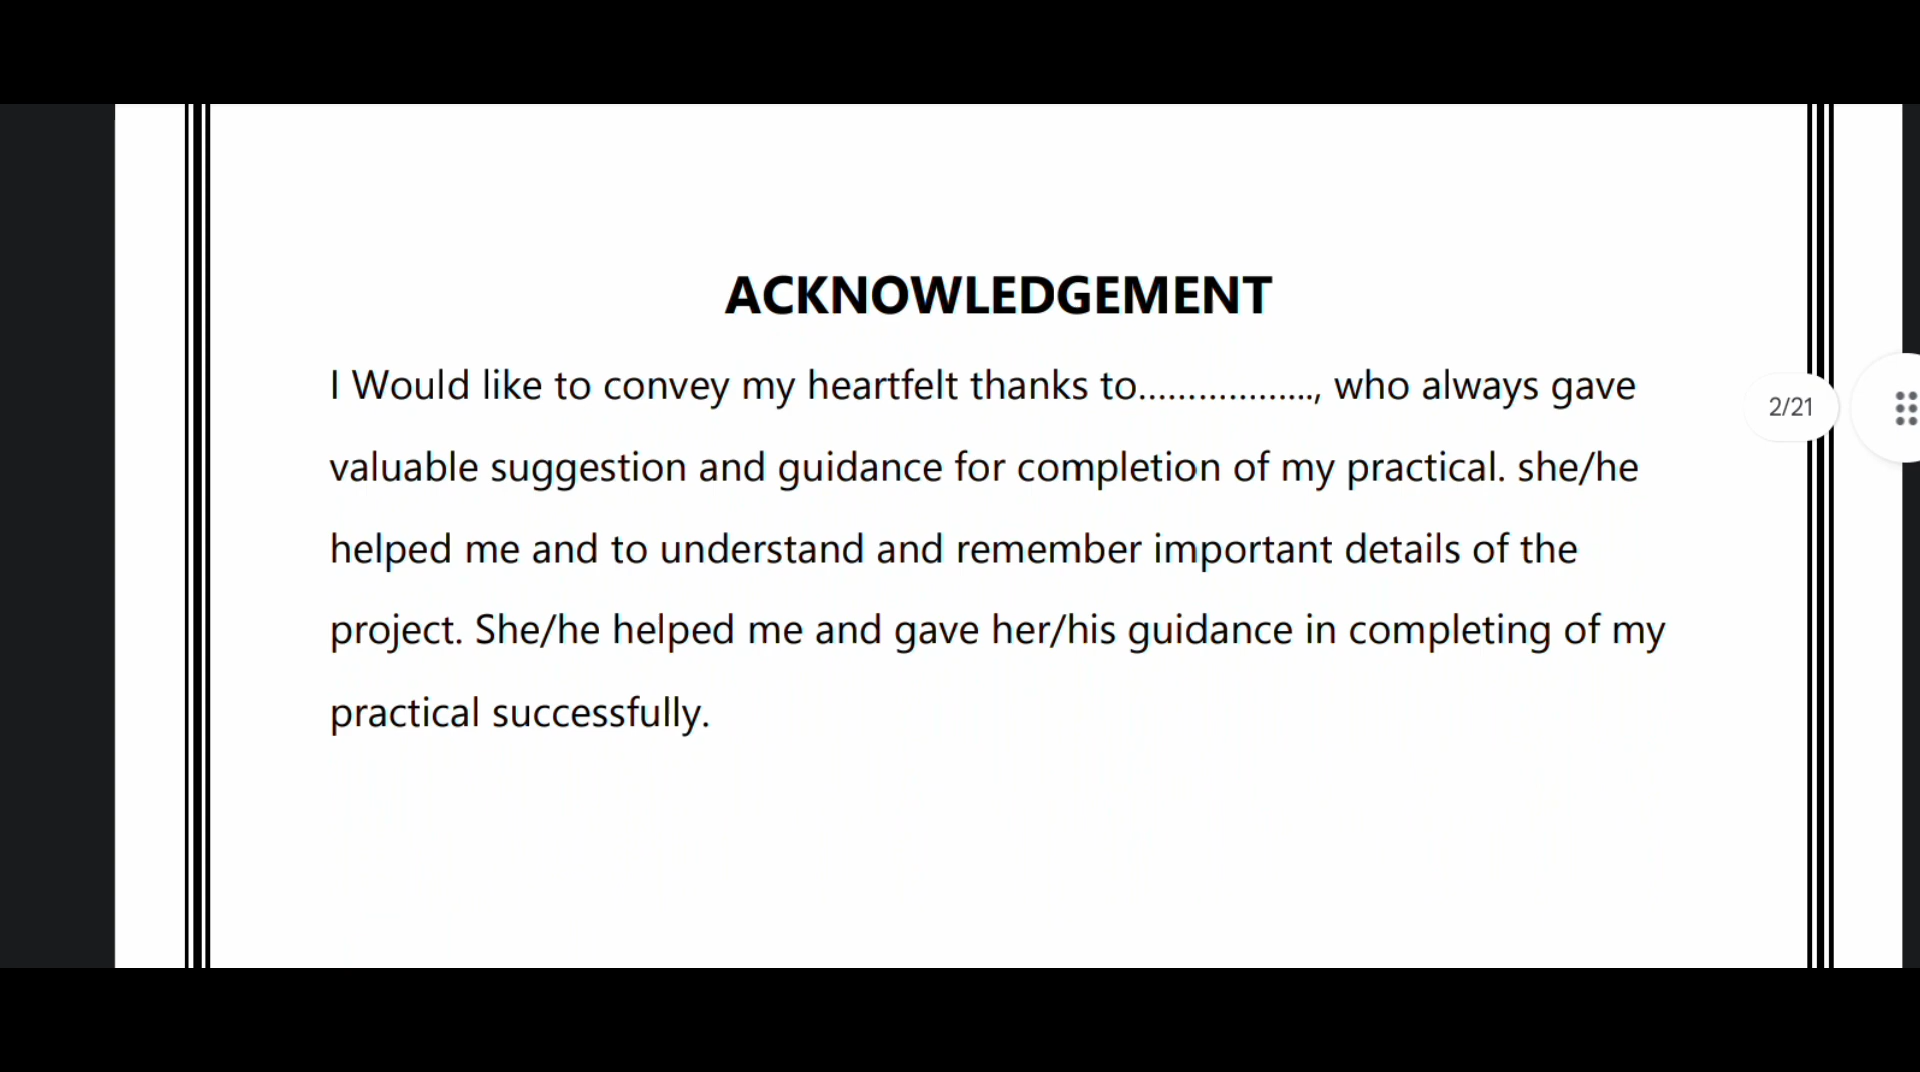 ACKNOWLEDGEMENT
I Would like to convey my heartfelt thanks to.................., who always gave
2/21
valuable suggestion and guidance for completion of my practical. she/he
helped me and to understand and remember important details of the
project. She/he helped me and gave her/his guidance in completing of my
practical successfully.